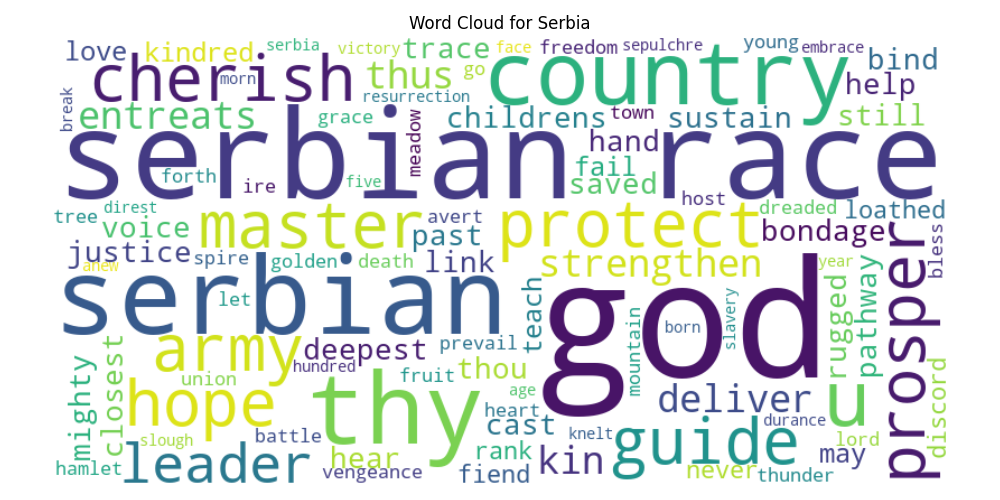 Word Cloud for Serbia
love kindred serbia victory trace face freedom sepulchre young embrace
cherish morn thus go country bind
break resurrection help
entreats grace meadow childrens town sustain still
serbian race
hand fail saved
forth ire five host
tree direst voice master avert protect dreaded loathed
past bondage
justice spire golden death link strengthen year bless
anew
serbian let god prosper
teach mountain born slavery rugged pathway
army deepest prevail
hundred
mighty closest union fruit thou age
hope thy heart deliver u discord
slough battle cast knelt guide durance lord
hamlet leader hear rank kin may
vengeance fiend never thunder